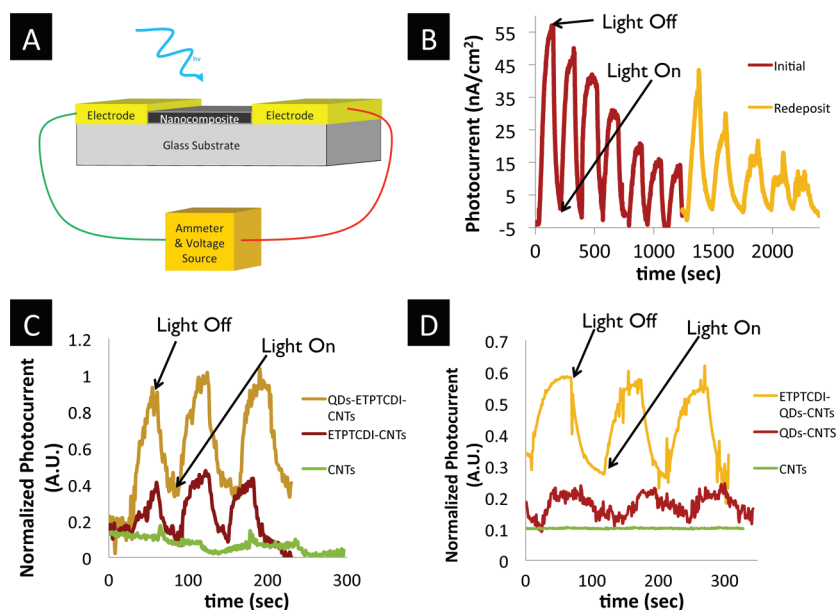 A
hν
Electrode
Nanocomposite
Electrode
Glass Substrate
Ammeter
& Voltage
Source
B
Photocurrent (nA/cm²)
55
45
35
25
15
5
-5
Light Off
Light On
Initial
Redeposit
0
500
1000
1500
2000
time (sec)
C
Normalized Photocurrent
(A.U.)
1.2
1
0.8
0.6
0.4
0.2
0
Light Off
Light On
QDs-ETPTCDI-
CNTs
ETPTCDI-CNTs
CNTs
0
100
200
300
time (sec)
D
Normalized Photocurrent
(A.U.)
0.7
0.6
0.5
0.4
0.3
0.2
0.1
0
Light Off
Light On
ETPTCDI-
QDs-CNTs
QDs-CNTS
CNTs
0
100
200
300
time (sec)